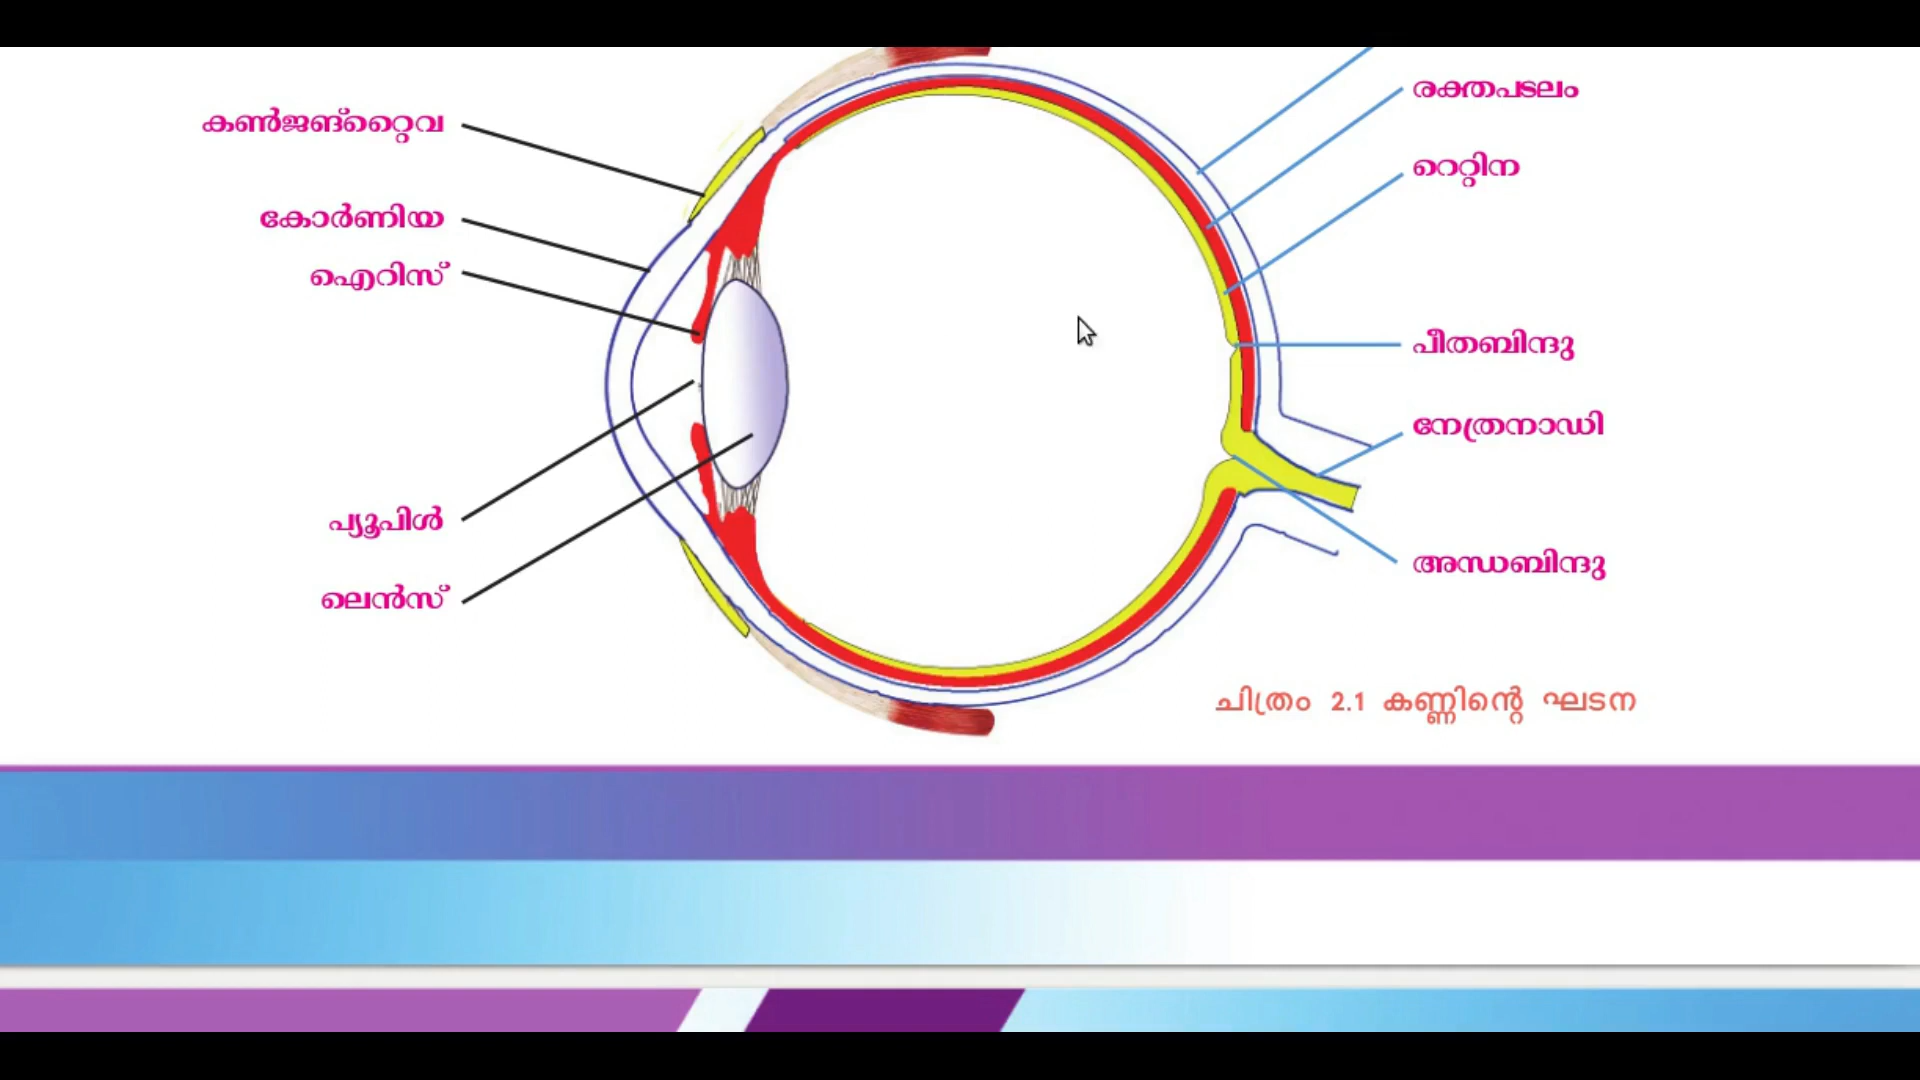 കൺജങ്റ്റൈവ
കോർണിയ
ഐറിസ്
പ്യൂപിൾ
ലെൻസ്
രക്തപടലം
റെറ്റിന
പീതബിന്ദു
നേത്രനാഡി
അന്ധബിന്ദു
ചിത്രം 2.1 കണ്ണിന്റെ ഘടന